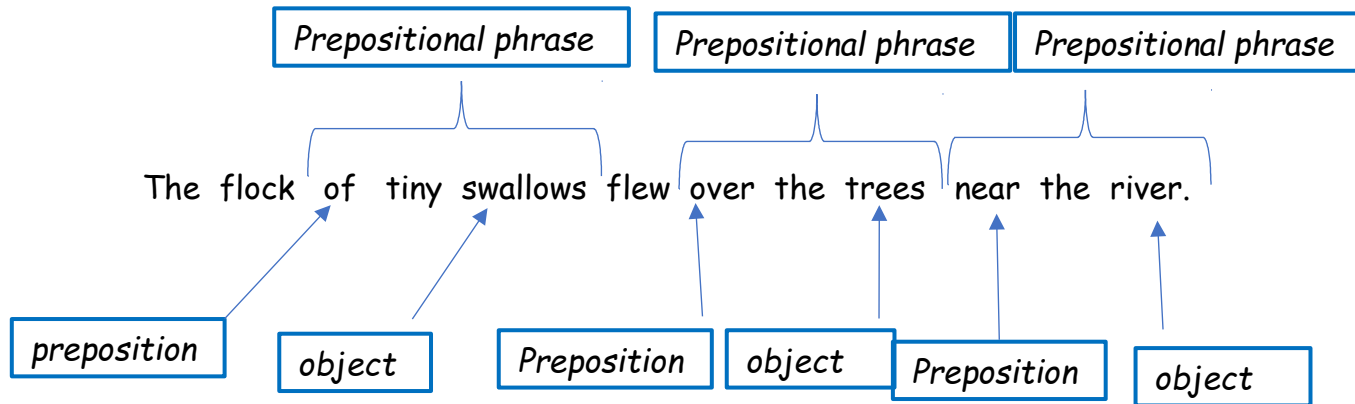 Prepositional phrase Prepositional phrase Prepositional phrase
The flock of tiny swallows flew over the trees near the river.
preposition object Preposition object Preposition object